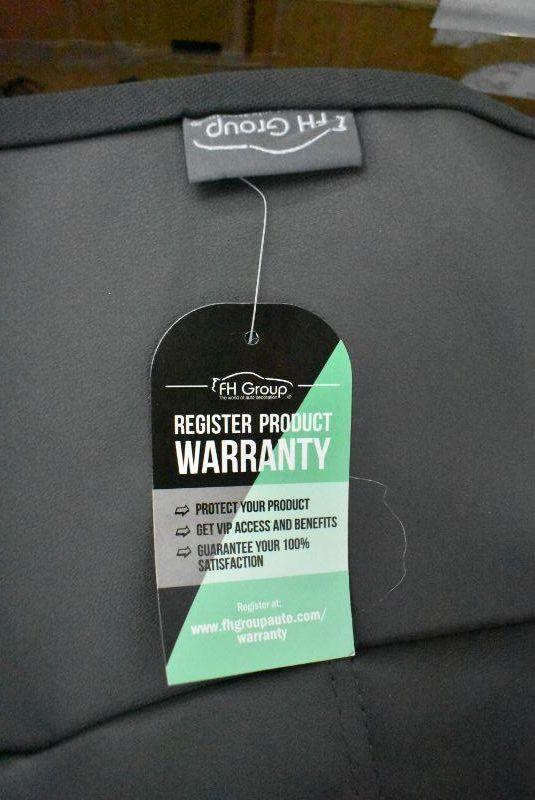 FH Group
FH Group
The world of auto decoration
REGISTER PRODUCT
WARRANTY
PROTECT YOUR PRODUCT
GET VIP ACCESS AND BENEFITS
GUARANTEE YOUR 100%
SATISFACTION
Register at:
www.fhgroupauto.com/
warranty